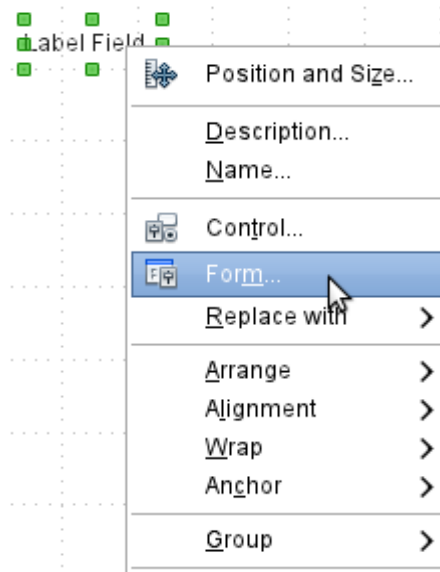 Label Field
Position and Size...
Description...
Name...
Control...
Form...
Replace with
Arrange
Alignment
Wrap
Anchor
Group